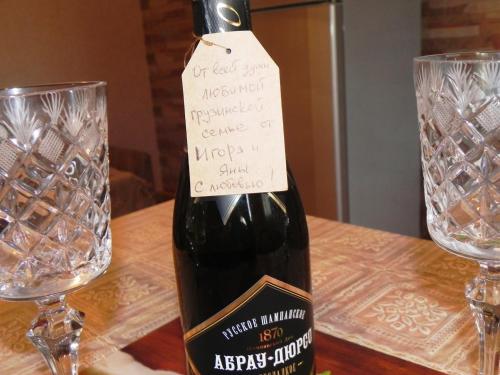 От всей души
любимой
грузинской
семье от
Игоря и
Яны
С любовью!
РУССКОЕ ШАМПАНСКОЕ
1870
АБРАУ-ДЮРСО